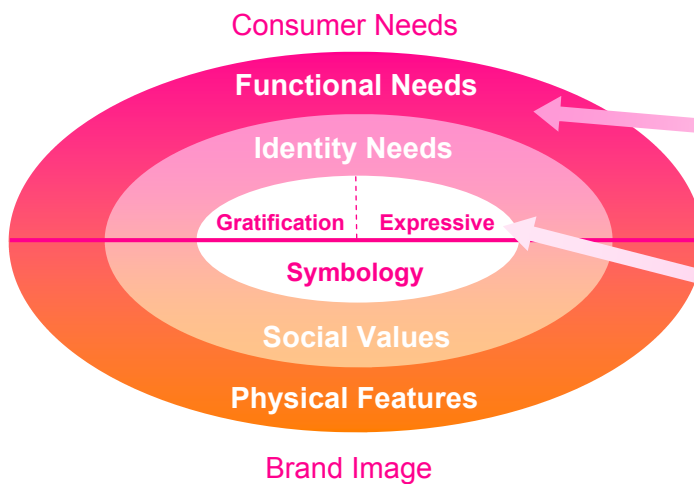 Consumer Needs
Functional Needs
Identity Needs
Gratification Expressive
Symbology
Social Values
Physical Features
Brand Image